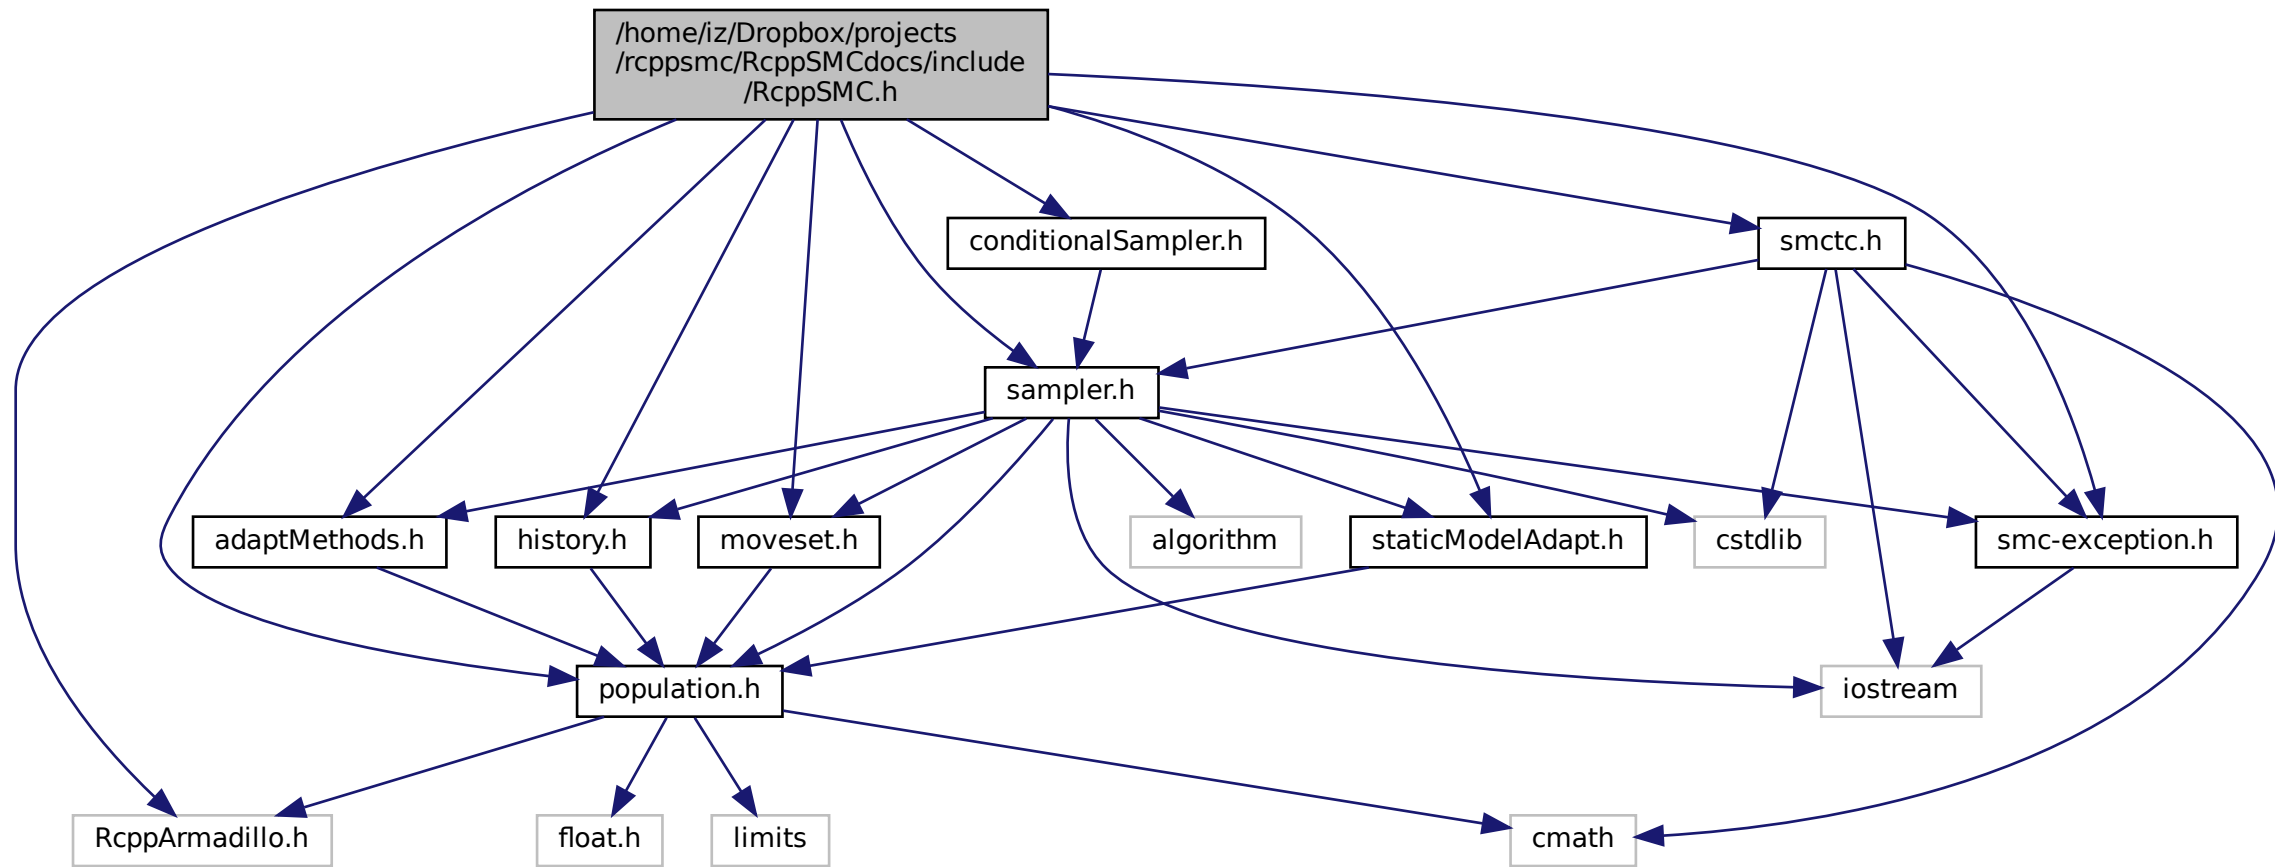 /home/iz/Dropbox/projects
/rcppsmc/RcppSMCdocs/include
/RcppSMC.h
conditionalSampler.h
smctc.h
sampler.h
adaptMethods.h
history.h
moveset.h
algorithm
staticModelAdapt.h
cstdlib
smc-exception.h
population.h
iostream
RcppArmadillo.h
float.h
limits
cmath